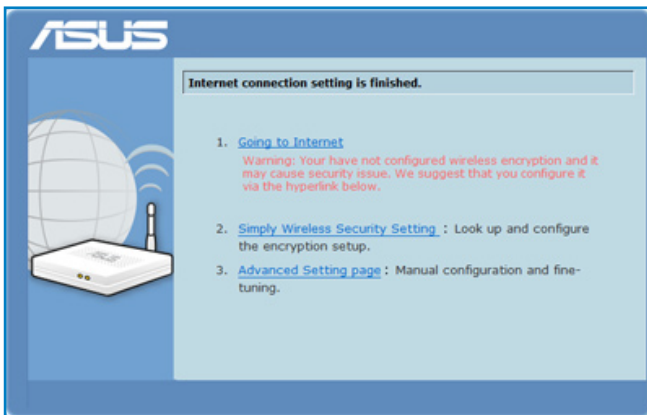 ASUS
Internet connection setting is finished.
1. Going to Internet
Warning: Your have not configured wireless encryption and it
may cause security issue. We suggest that you configure it
via the hyperlink below.
2. Simply Wireless Security Setting : Look up and configure
the encryption setup.
3. Advanced Setting page : Manual configuration and fine-
tuning.